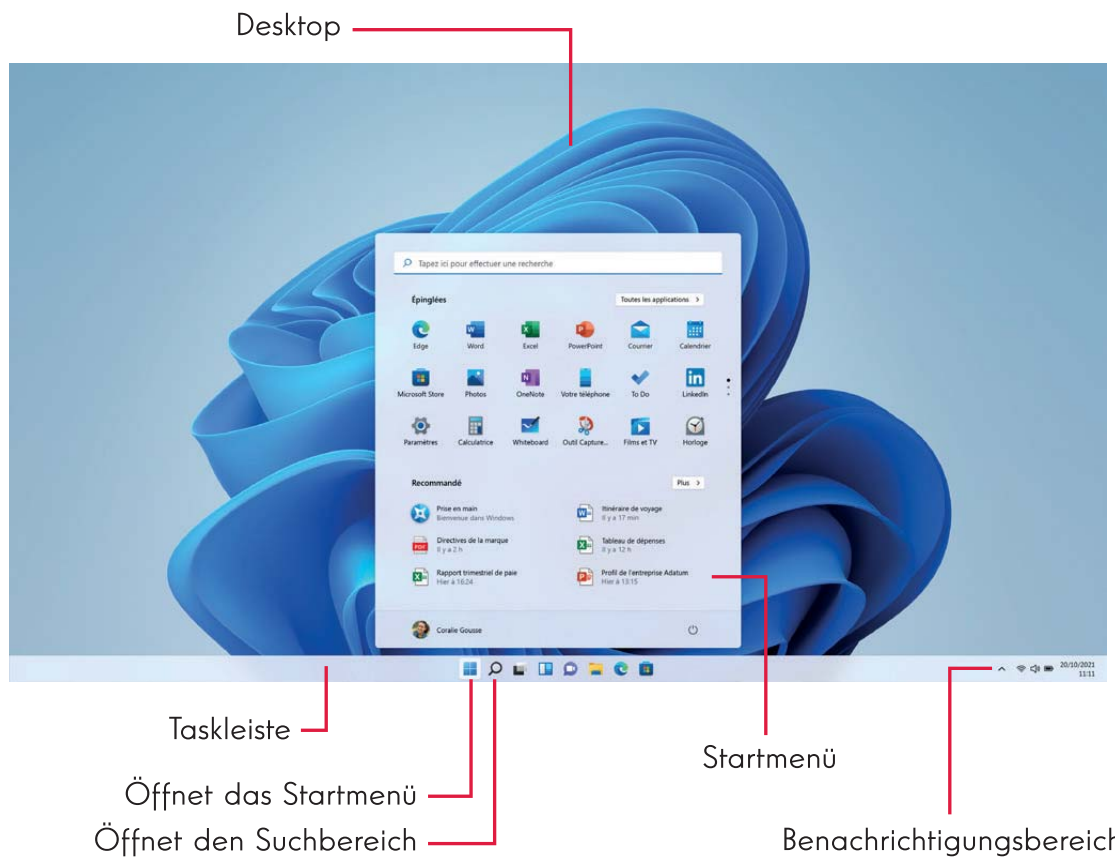 Desktop
Tapez ici pour effectuer une recherche
Épinglées
Toutes les applications >
Edge
Word
Excel
PowerPoint
Courrier
Calendrier
Microsoft Store
Photos
OneNote
Votre téléphone
To Do
LinkedIn
Paramètres
Calculatrice
Whiteboard
Outil Capture...
Films et TV
Horloge
Recommandé
Plus >
Prise en main
Bienvenue dans Windows
Itinéraire de voyage
Il y a 17 min
Directives de la marque
Il y a 2 h
Tableau de dépenses
Il y a 12 h
Rapport trimestriel de paie
Hier à 16:24
Profil de l'entreprise Adatum
Hier à 13:15
Coralie Gousse
20/10/2021
11:11
Taskleiste
Startmenü
Öffnet das Startmenü
Öffnet den Suchbereich
Benachrichtigungsbereich